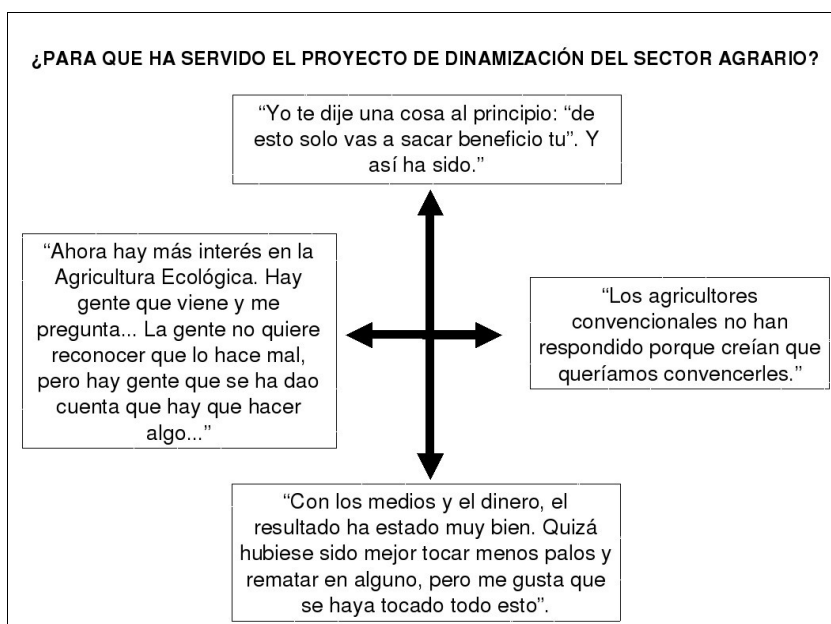 ¿PARA QUE HA SERVIDO EL PROYECTO DE DINAMIZACIÓN DEL SECTOR AGRARIO?
“Yo te dije una cosa al principio: “de
esto solo vas a sacar beneficio tu”. Y
así ha sido.”
“Ahora hay más interés en la
Agricultura Ecológica. Hay
gente que viene y me
pregunta... La gente no quiere
reconocer que lo hace mal,
pero hay gente que se ha dao
cuenta que hay que hacer
algo...”
“Los agricultores
convencionales no han
respondido porque creían que
queríamos convencerles.”
“Con los medios y el dinero, el
resultado ha estado muy bien. Quizá
hubiese sido mejor tocar menos palos y
rematar en alguno, pero me gusta que
se haya tocado todo esto”.